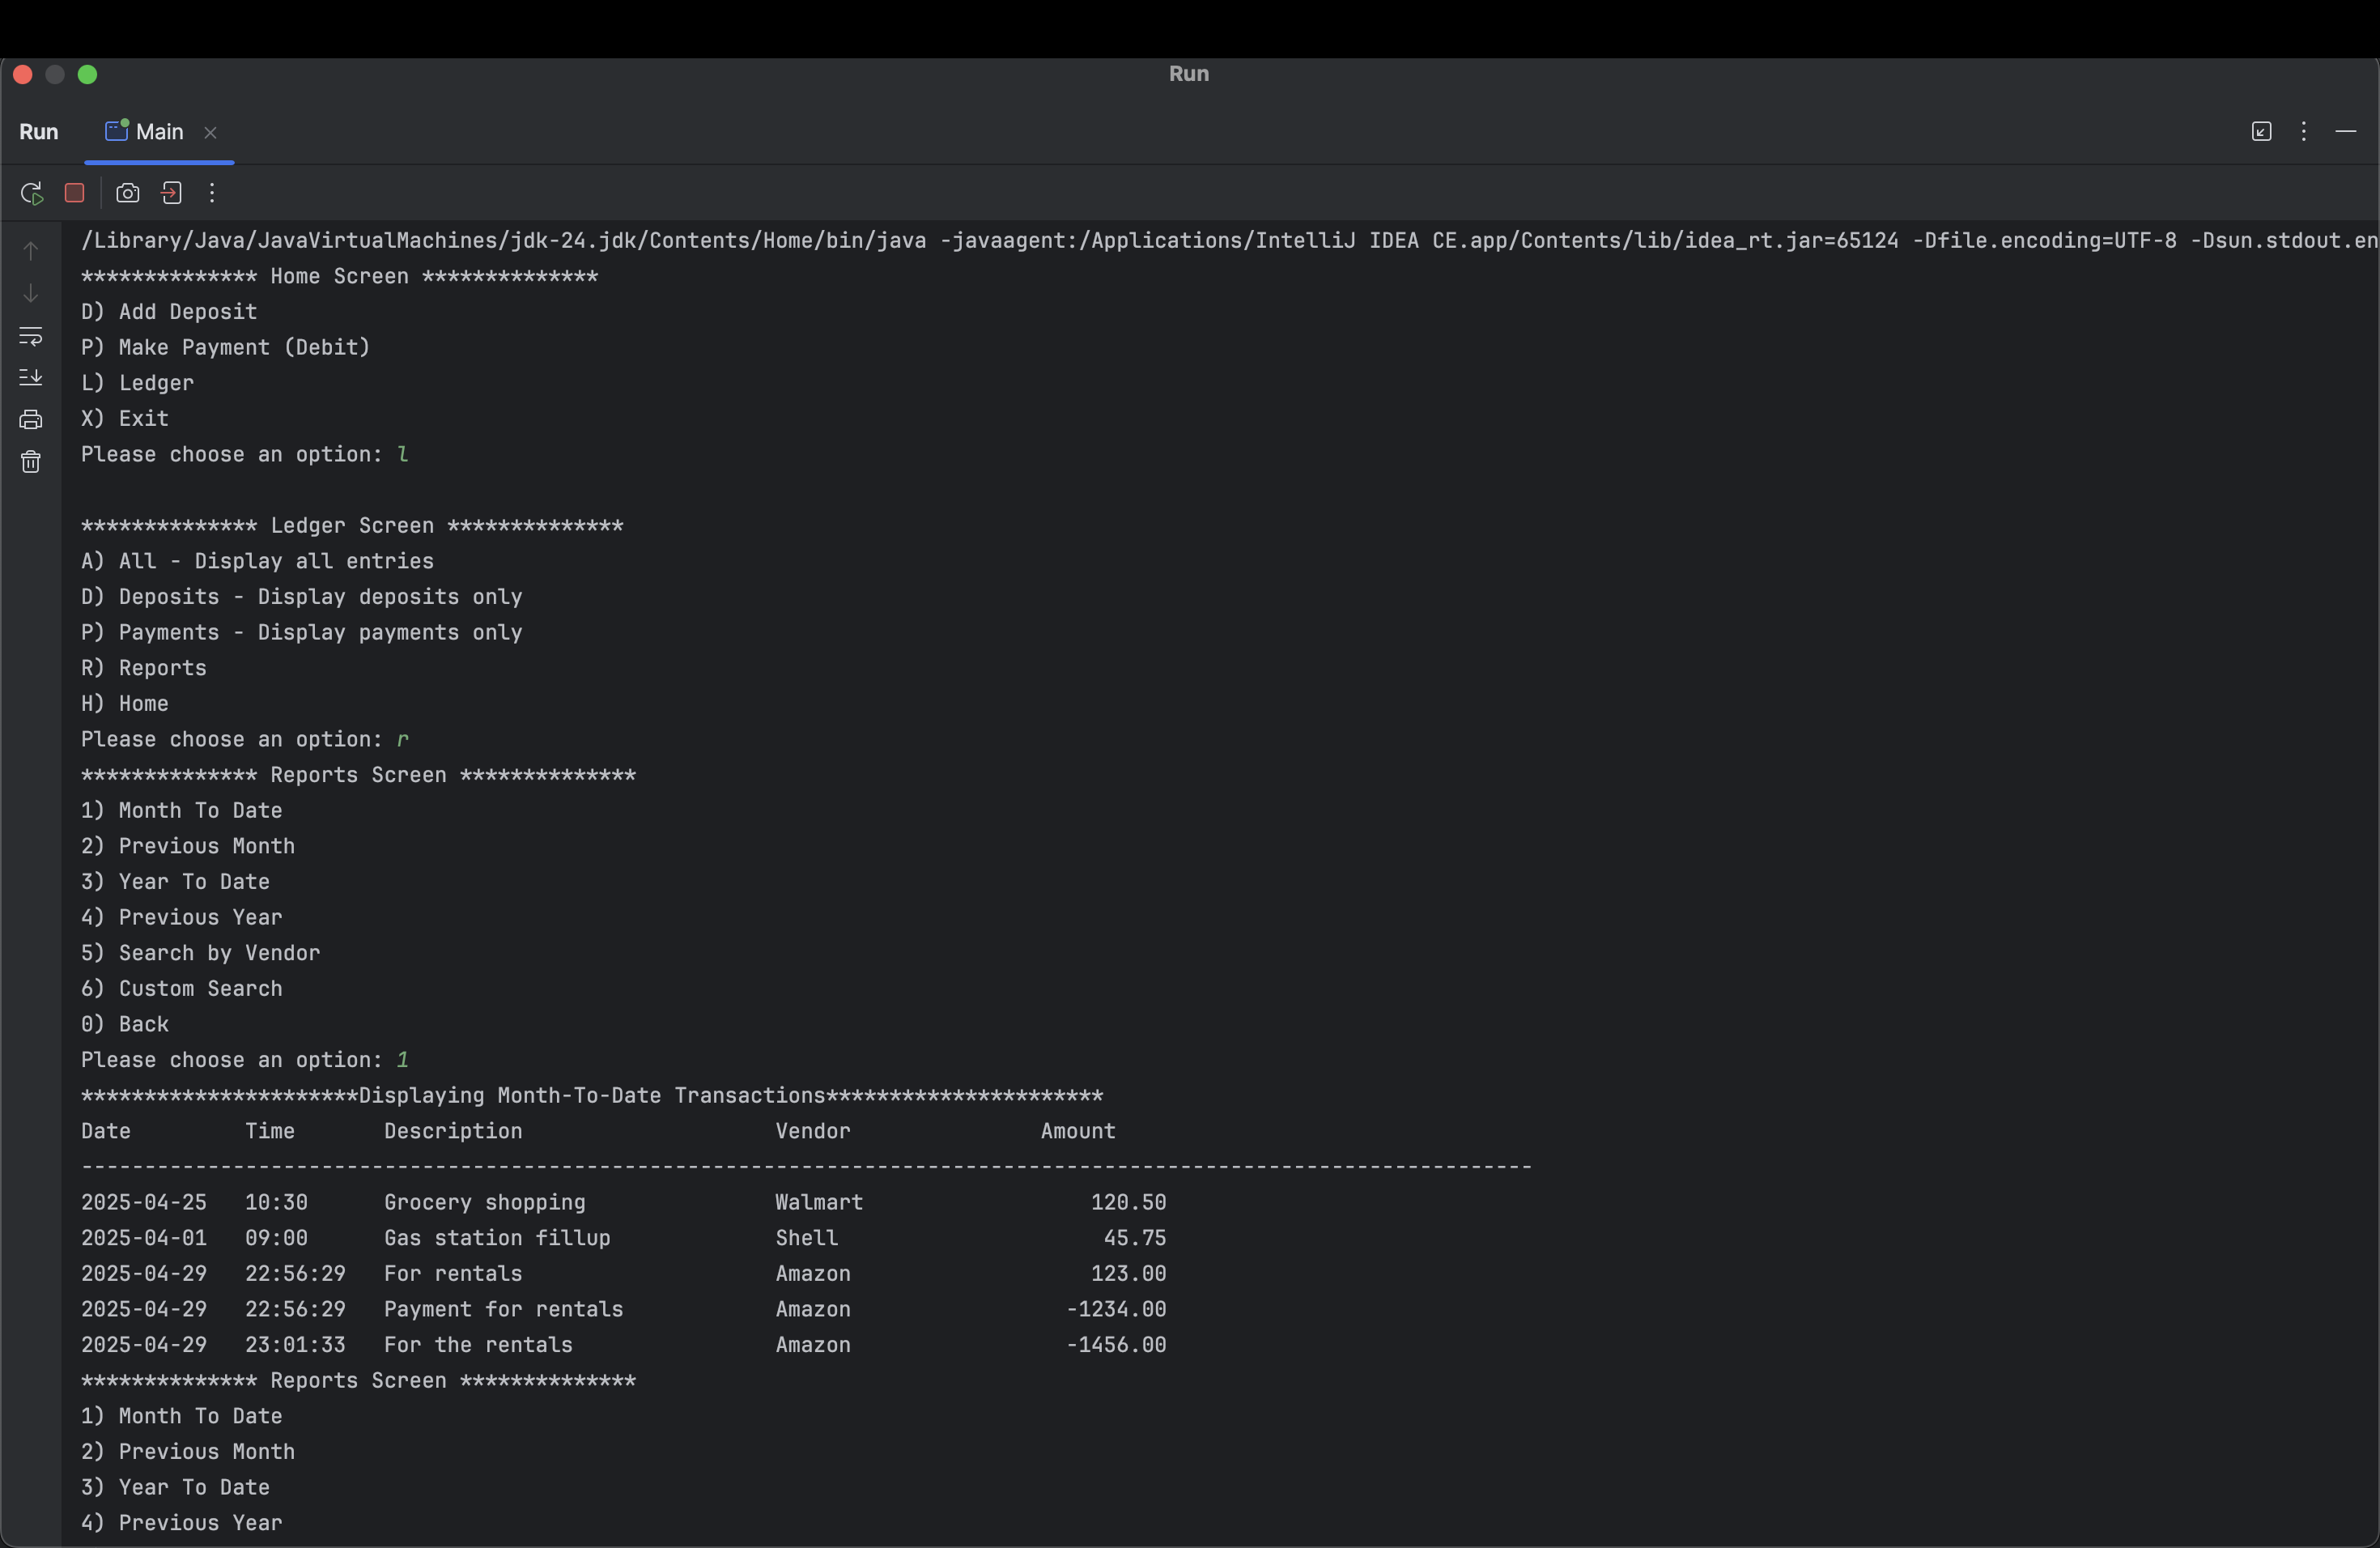 Run
Run Main
/Library/Java/JavaVirtualMachines/jdk-24.jdk/Contents/Home/bin/java -javaagent:/Applications/IntelliJ IDEA CE.app/Contents/lib/idea_rt.jar=65124 -Dfile.encoding=UTF-8 -Dsun.stdout.en
************** Home Screen **************
D) Add Deposit
P) Make Payment (Debit)
L) Ledger
X) Exit
Please choose an option: l
************** Ledger Screen **************
A) All - Display all entries
D) Deposits - Display deposits only
P) Payments - Display payments only
R) Reports
H) Home
Please choose an option: r
************** Reports Screen **************
1) Month To Date
2) Previous Month
3) Year To Date
4) Previous Year
5) Search by Vendor
6) Custom Search
0) Back
Please choose an option: 1
**********************Displaying Month-To-Date Transactions**********************
Date         Time       Description                    Vendor               Amount
-------------------------------------------------------------------------------------------------------------------
2025-04-25   10:30      Grocery shopping               Walmart                  120.50
2025-04-01   09:00      Gas station fillup             Shell                     45.75
2025-04-29   22:56:29   For rentals                    Amazon                   123.00
2025-04-29   22:56:29   Payment for rentals            Amazon                 -1234.00
2025-04-29   23:01:33   For the rentals                Amazon                 -1456.00
************** Reports Screen **************
1) Month To Date
2) Previous Month
3) Year To Date
4) Previous Year